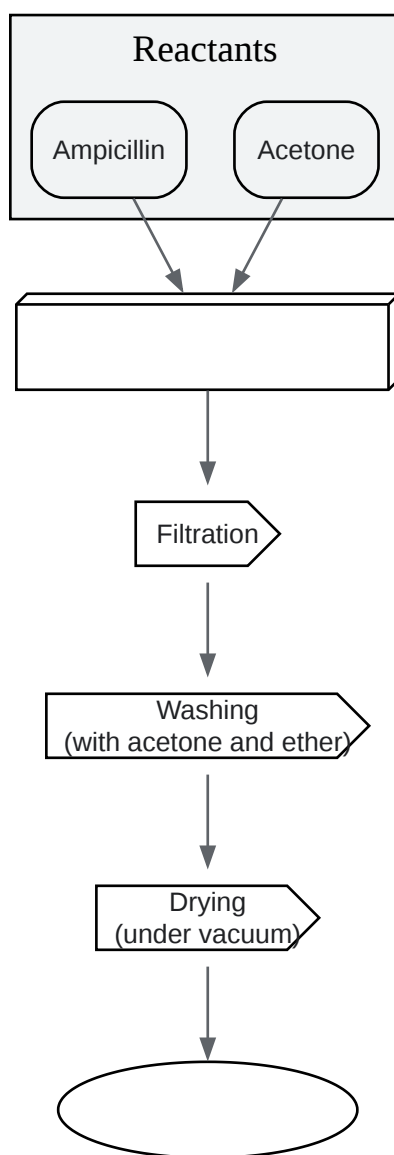 Reactants
Ampicillin
Acetone
Filtration
Washing
(with acetone and ether)
Drying
(under vacuum)